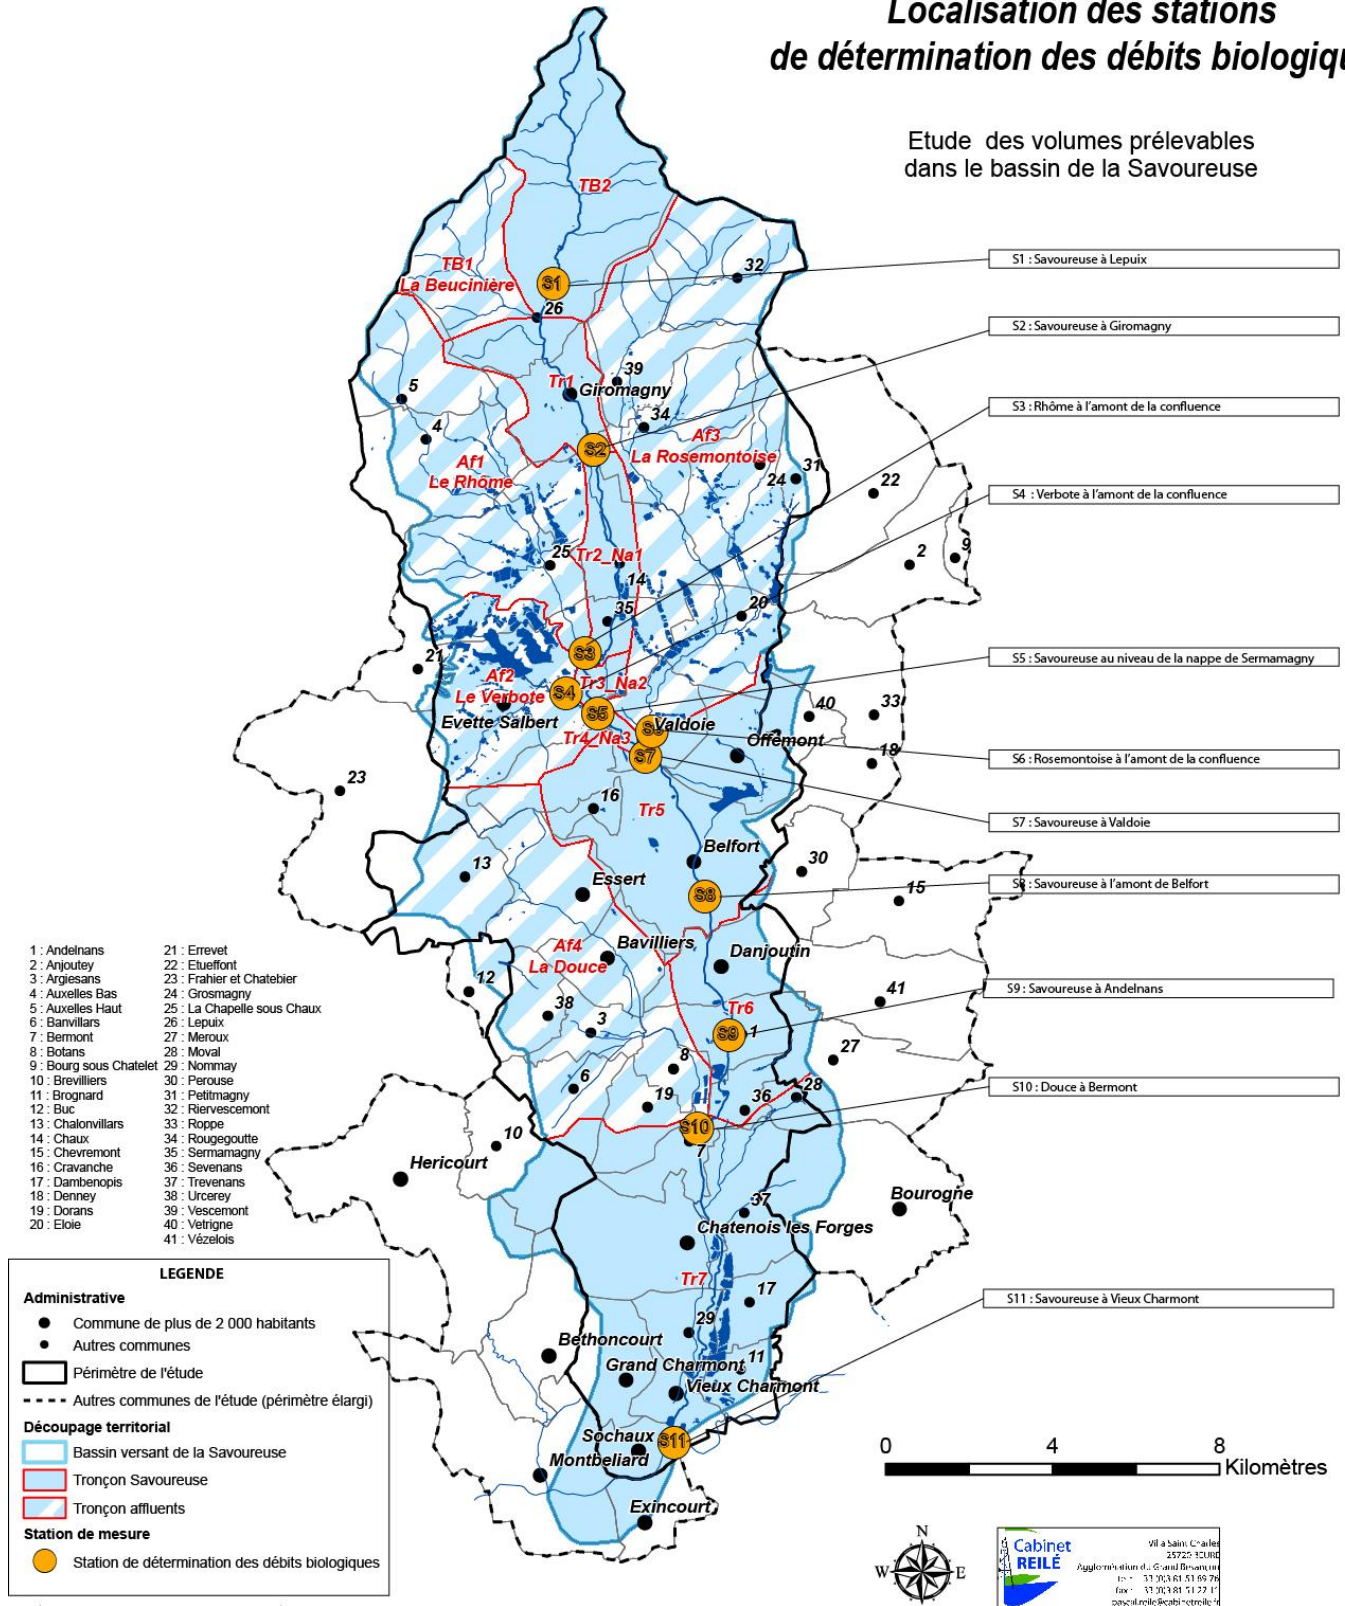 Localisation des stations
de détermination des débits biologiqu
Etude des volumes prélevables
dans le bassin de la Savoureuse
TB2
TB1
La Beucinière
S1
32
26
S1 : Savoureuse à Lepuix
S2 : Savoureuse à Giromagny
S3 : Rhôme à l'amont de la confluence
S4 : Verbote à l'amont de la confluence
S5 : Savoureuse au niveau de la nappe de Sermamagny
S6 : Rosemontoise à l'amont de la confluence
S7 : Savoureuse à Valdoie
S8 : Savoureuse à l'amont de Belfort
S9 : Savoureuse à Andelnans
S10 : Douce à Bermont
S11 : Savoureuse à Vieux Charmont
5
Tr1
39
Giromagny
4
34
S2
Af3
La Rosemontoise
Af1
Le Rhôme
24
31
22
25
Tr2_Na1
14
2
9
35
20
S3
21
Af2
Le Verbote
S4
Tr3_Na2
S5
Evette Salbert
Tr4_Na3
S6
Valdoie
S7
Offemont
40
33
18
23
16
Tr5
Belfort
13
Essert
30
15
S8
Af4
La Douce
Bavilliers
Danjoutin
12
38
3
Tr6
S9
1
41
27
8
6
19
36
28
S10
7
10
Hericourt
Bourogne
37
Chatenois les Forges
Tr7
17
29
Bethoncourt
Grand Charmont
11
Vieux Charmont
Sochaux
S11
Montbeliard
Exincourt
1 : Andelnans
2 : Anjoutey
3 : Argiesans
4 : Auxelles Bas
5 : Auxelles Haut
6 : Banvillars
7 : Bermont
8 : Botans
9 : Bourg sous Chatelet
10 : Brevilliers
11 : Brognard
12 : Buc
13 : Chalonvillars
14 : Chaux
15 : Chevremont
16 : Cravanche
17 : Dambenopis
18 : Denney
19 : Dorans
20 : Eloie
21 : Errevet
22 : Etueffont
23 : Frahier et Chatebier
24 : Grosmagny
25 : La Chapelle sous Chaux
26 : Lepuix
27 : Meroux
28 : Moval
29 : Nommay
30 : Perouse
31 : Petitmagny
32 : Riervescemont
33 : Roppe
34 : Rougegoutte
35 : Sermamagny
36 : Sevenans
37 : Trevenans
38 : Urcerey
39 : Vescemont
40 : Vetrigne
41 : Vézelois
LEGENDE
Administrative
Commune de plus de 2 000 habitants
Autres communes
Périmètre de l'étude
Autres communes de l'étude (périmètre élargi)
Découpage territorial
Bassin versant de la Savoureuse
Tronçon Savoureuse
Tronçon affluents
Station de mesure
Station de détermination des débits biologiques
0 4 8
Kilomètres
N
W E
S
Cabinet
REILÉ